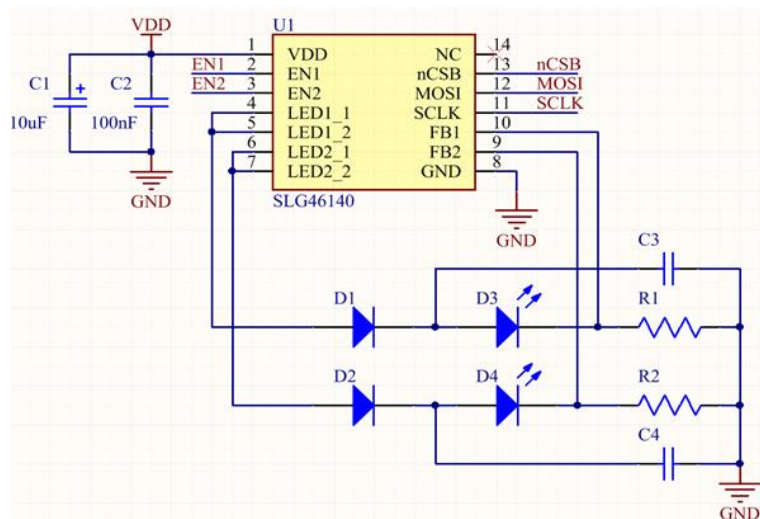 VDD
U1
1 VDD NC 14
EN1 2 EN1 nCSB 13 nCSB
EN2 3 EN2 MOSI 12 MOSI
4 LED1_1 SCLK 11 SCLK
5 LED1_2 FB1 10
6 LED2_1 FB2 9
7 LED2_2 GND 8
SLG46140
C1 + C2
10uF 100nF
GND
GND
C3
D1 D3 R1
D2 D4 R2
C4
GND